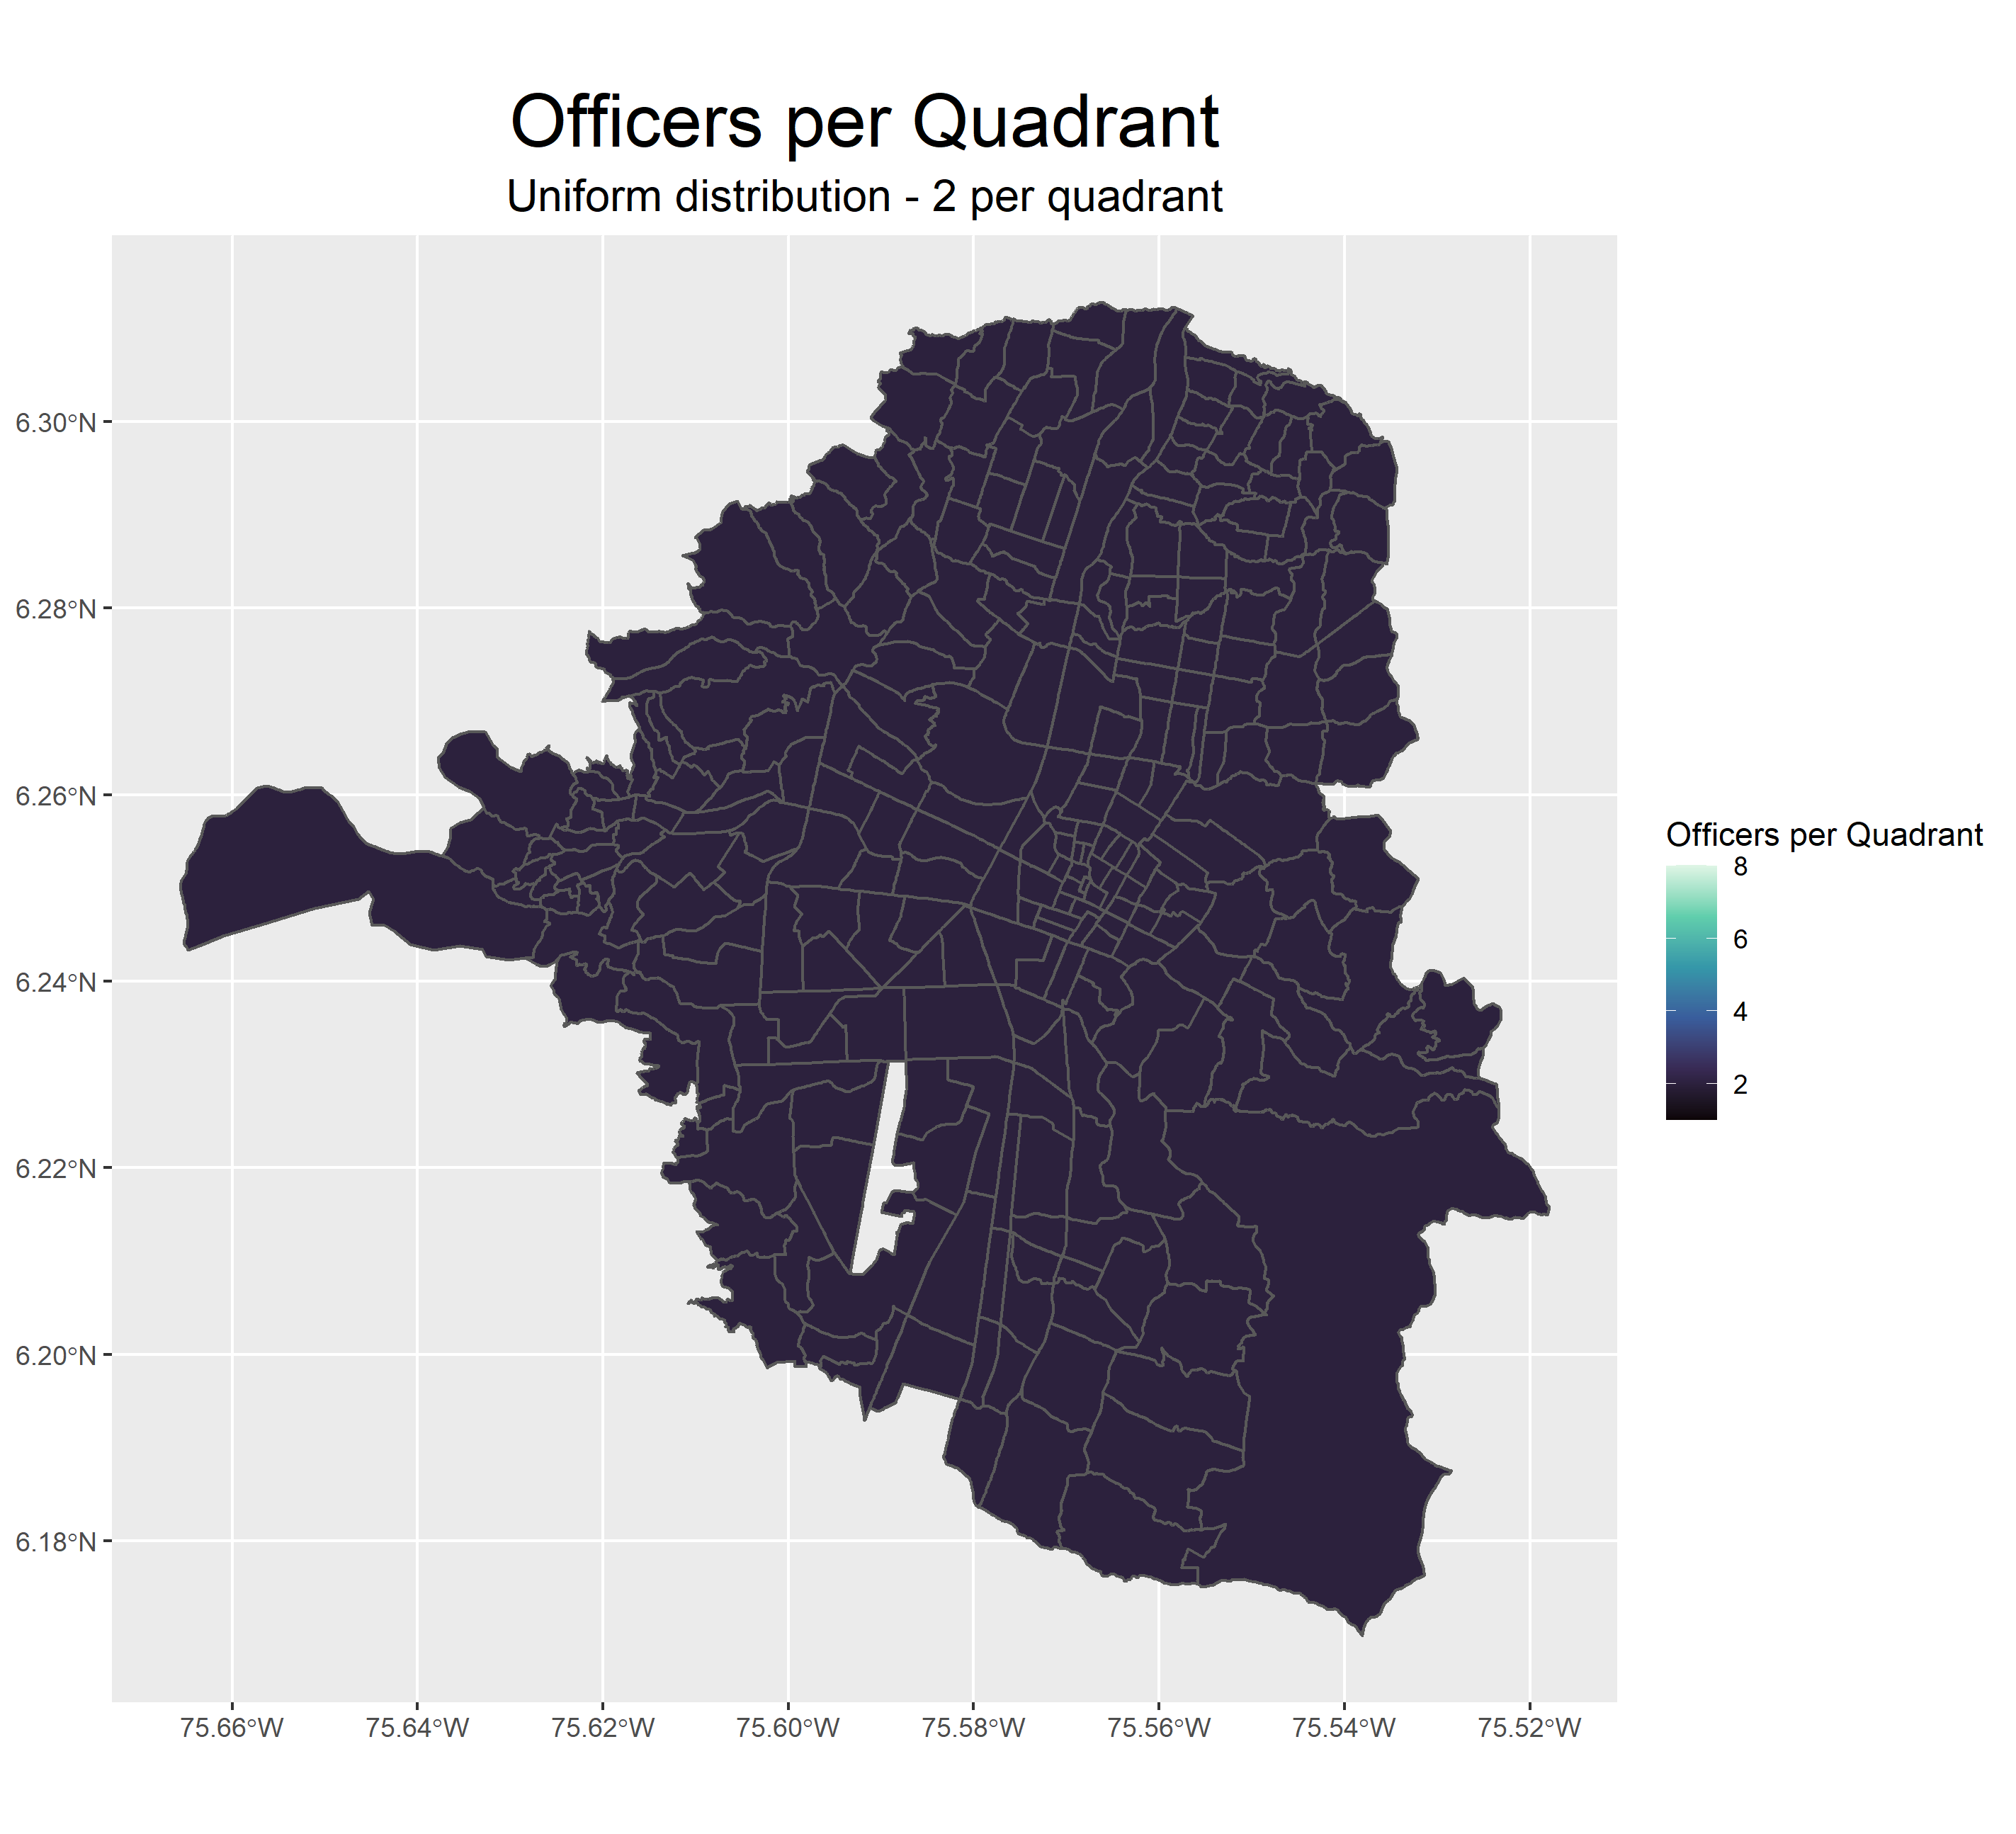 Officers per Quadrant
Uniform distribution - 2 per quadrant
6.30°N
6.28°N
6.26°N
6.24°N
6.22°N
6.20°N
6.18°N
75.66°W
75.64°W
75.62°W
75.60°W
75.58°W
75.56°W
75.54°W
75.52°W
Officers per Quadrant
8
6
4
2